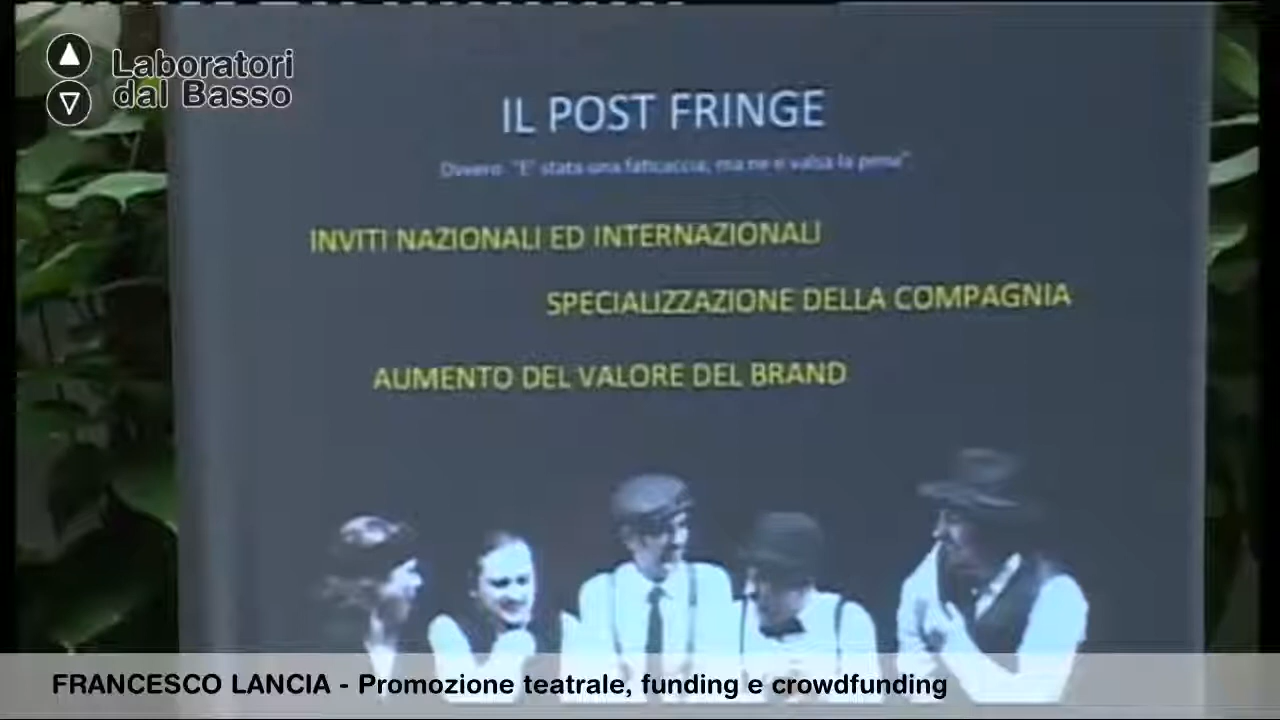 Laboratori
dal Basso
IL POST FRINGE
Ovvero: "E' stata una faticaccia, ma ne è valsa la pena".
INVITI NAZIONALI ED INTERNAZIONALI
SPECIALIZZAZIONE DELLA COMPAGNIA
AUMENTO DEL VALORE DEL BRAND
FRANCESCO LANCIA - Promozione teatrale, funding e crowdfunding